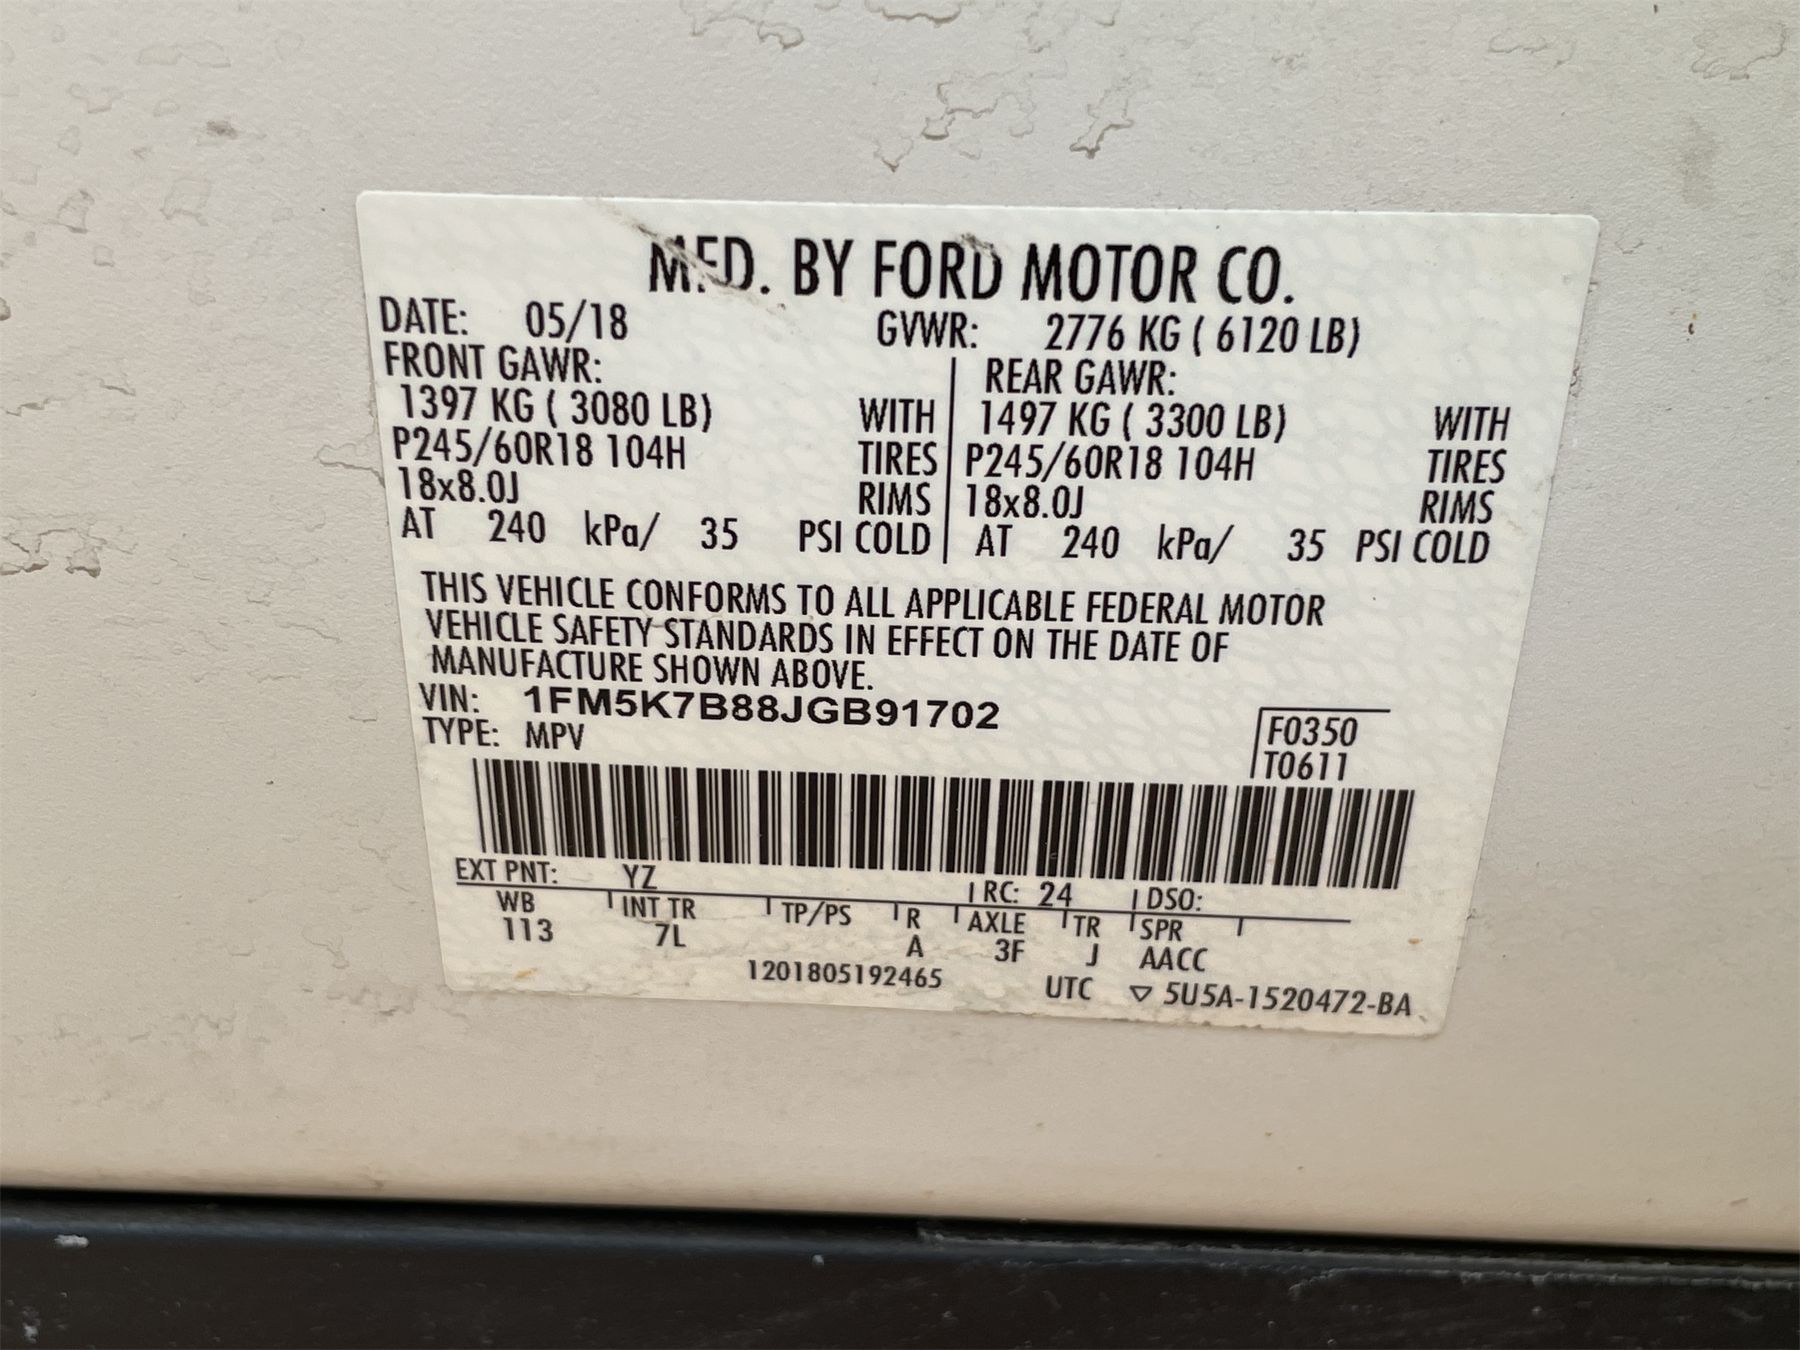 MFD. BY FORD MOTOR CO.
DATE: 05/18 GVWR: 2776 KG ( 6120 LB)
FRONT GAWR: REAR GAWR:
1397 KG ( 3080 LB) WITH 1497 KG ( 3300 LB) WITH
P245/60R18 104H TIRES P245/60R18 104H TIRES
18x8.0J RIMS 18x8.0J RIMS
AT 240 kPa/ 35 PSI COLD AT 240 kPa/ 35 PSI COLD
THIS VEHICLE CONFORMS TO ALL APPLICABLE FEDERAL MOTOR
VEHICLE SAFETY STANDARDS IN EFFECT ON THE DATE OF
MANUFACTURE SHOWN ABOVE.
VIN: 1FM5K7B88JGB91702
TYPE: MPV
F0350
T0611
EXT PNT: YZ RC: 24 DSO:
WB INT TR TP/PS R AXLE TR SPR
113 7L A 3F J AACC
1201805192465 UTC ▽ 5U5A-1520472-BA